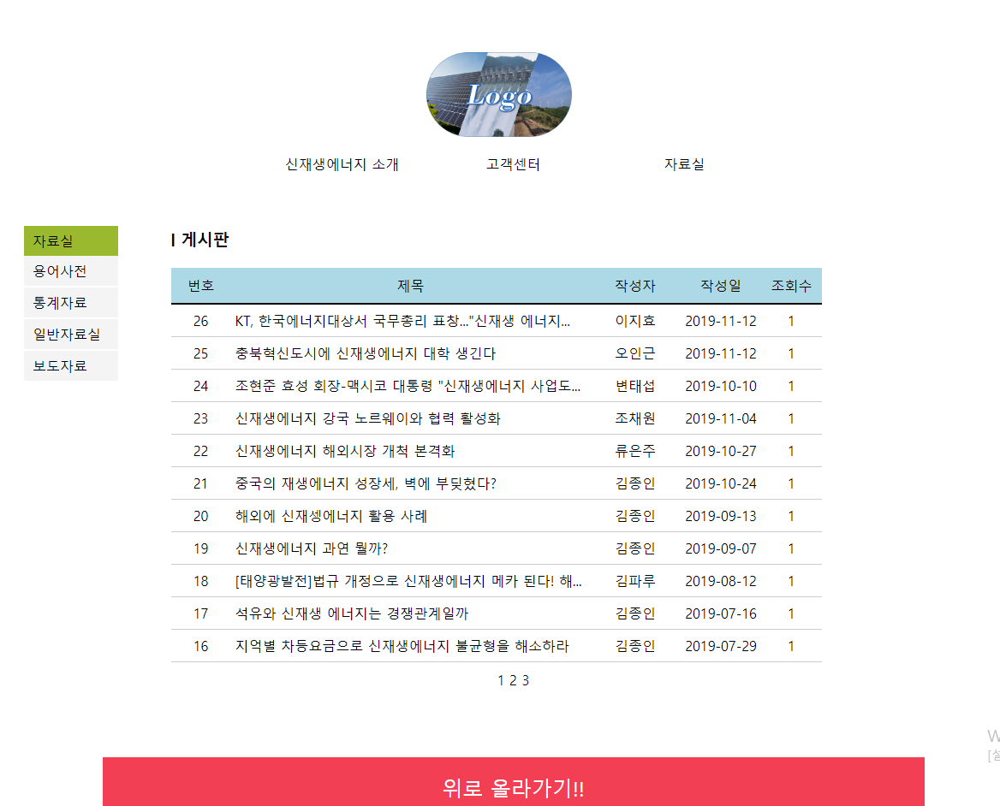 Logo
신재생에너지 소개 고객센터 자료실
자료실
용어사전
통계자료
일반자료실
보도자료
I 게시판
번호 제목 작성자 작성일 조회수
26 KT, 한국에너지대상서 국무총리 표창..."신재생 에너지... 이지효 2019-11-12 1
25 충북혁신도시에 신재생에너지 대학 생긴다 오인근 2019-11-12 1
24 조현준 효성 회장-맥시코 대통령 "신재생에너지 사업도... 변태섭 2019-10-10 1
23 신재생에너지 강국 노르웨이와 협력 활성화 조채원 2019-11-04 1
22 신재생에너지 해외시장 개척 본격화 류은주 2019-10-27 1
21 중국의 재생에너지 성장세, 벽에 부딪혔다? 김종인 2019-10-24 1
20 해외에 신재셍에너지 활용 사례 김종인 2019-09-13 1
19 신재생에너지 과연 뭘까? 김종인 2019-09-07 1
18 [태양광발전]법규 개정으로 신재생에너지 메카 된다! 해... 김파루 2019-08-12 1
17 석유와 신재생 에너지는 경쟁관계일까 김종인 2019-07-16 1
16 지억별 차등요금으로 신재생에너지 불균형을 해소하라 김종인 2019-07-29 1
1 2 3
위로 올라가기!!